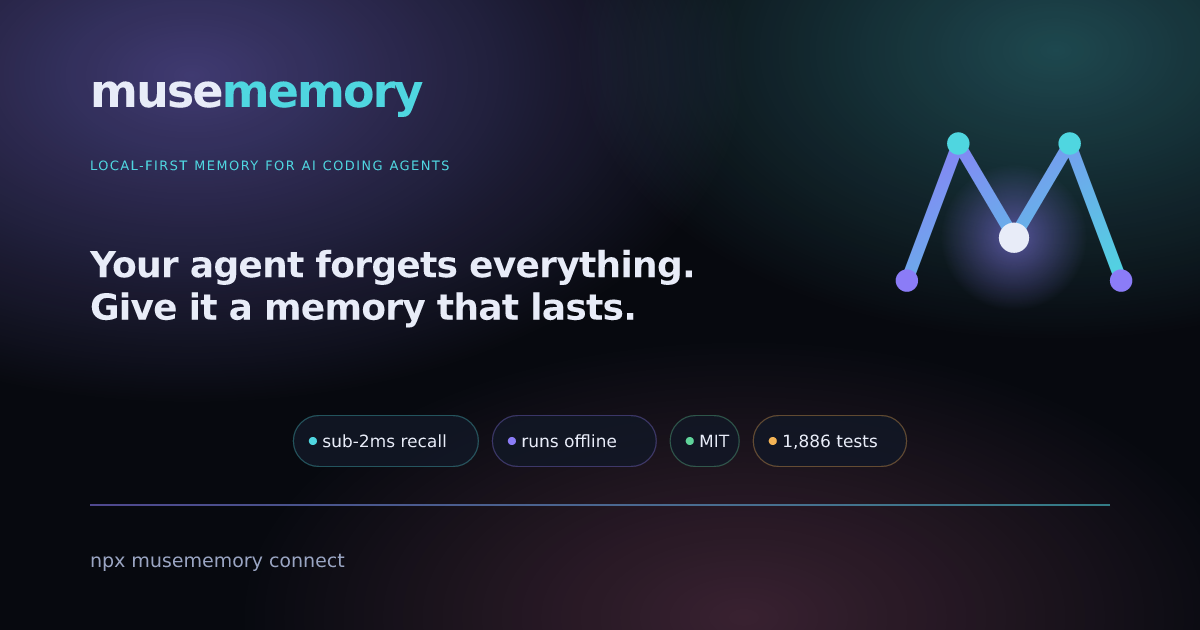 musememory
LOCAL-FIRST MEMORY FOR AI CODING AGENTS
Your agent forgets everything.
Give it a memory that lasts.
sub-2ms recall
runs offline
MIT
1,886 tests
npx musememory connect